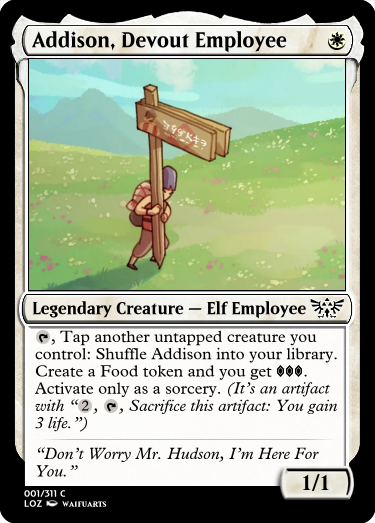 Addison, Devout Employee
Legendary Creature — Elf Employee
, Tap another untapped creature you
control: Shuffle Addison into your library.
Create a Food token and you get .
Activate only as a sorcery. (It's an artifact
with “2, , Sacrifice this artifact: You gain
3 life.”)
“Don't Worry Mr. Hudson, I'm Here For
You.”
1/1
001/311 C
LOZ WAIFUARTS